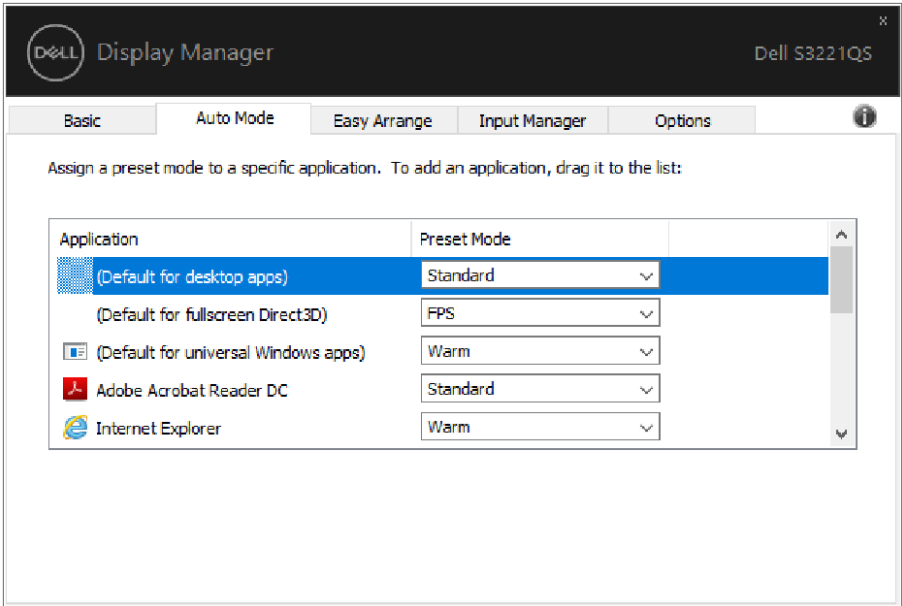 x
DELL Display Manager Dell S3221QS
Basic Auto Mode Easy Arrange Input Manager Options
Assign a preset mode to a specific application. To add an application, drag it to the list:
Application Preset Mode
(Default for desktop apps) Standard
(Default for fullscreen Direct3D) FPS
(Default for universal Windows apps) Warm
Adobe Acrobat Reader DC Standard
Internet Explorer Warm